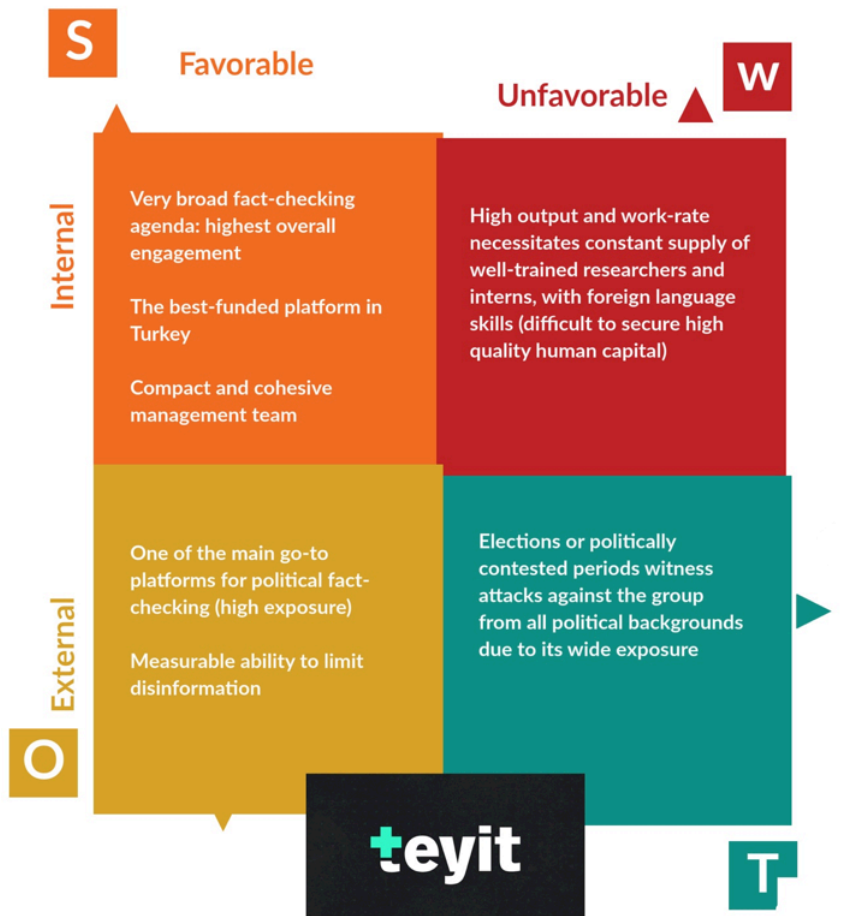 S
Favorable
Unfavorable
W
Internal
Very broad fact-checking
agenda: highest overall
engagement
The best-funded platform in
Turkey
Compact and cohesive
management team
High output and work-rate
necessitates constant supply of
well-trained researchers and
interns, with foreign language
skills (difficult to secure high
quality human capital)
External
One of the main go-to
platforms for political fact-
checking (high exposure)
Measurable ability to limit
disinformation
Elections or politically
contested periods witness
attacks against the group
from all political backgrounds
due to its wide exposure
O
teyit
T